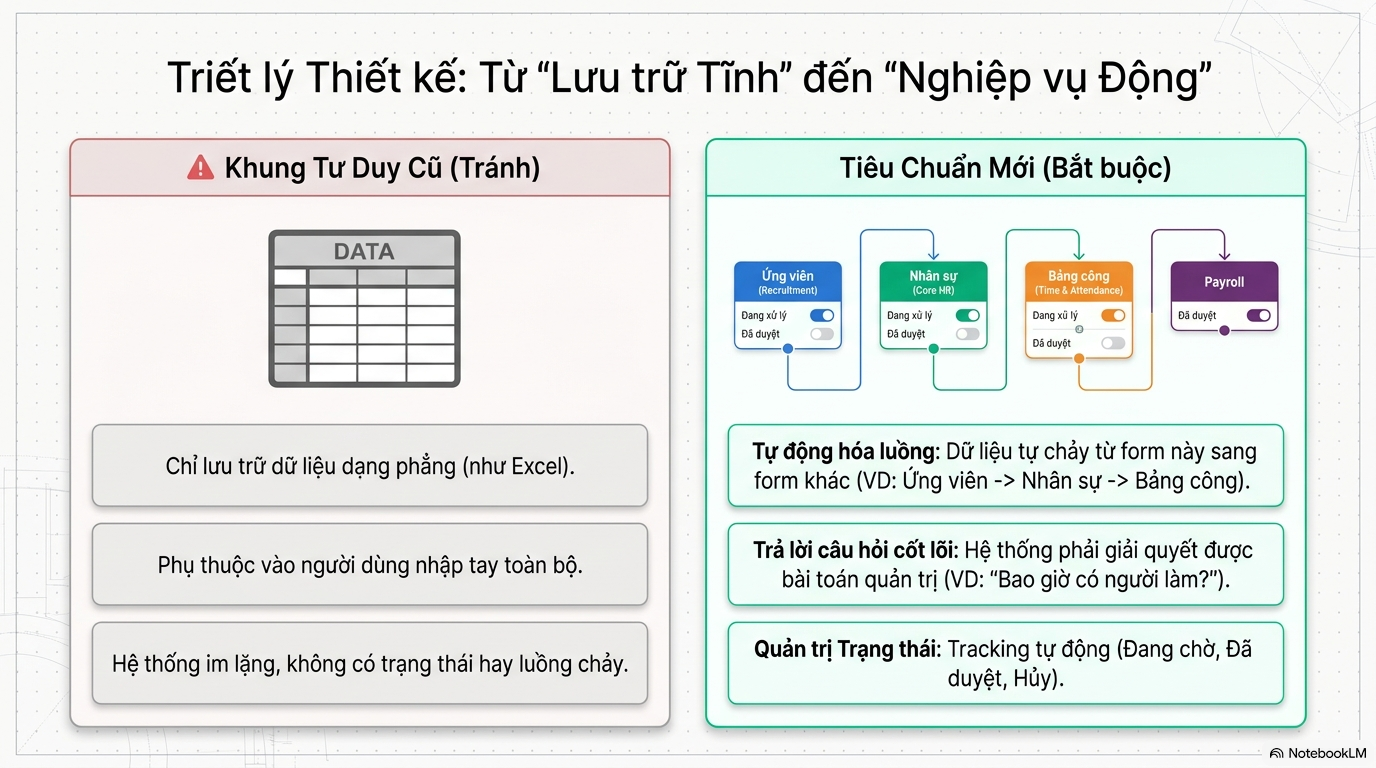 Triết lý Thiết kế: Từ “Lưu trữ Tĩnh” đến “Nghiệp vụ Động”
Khung Tư Duy Cũ (Tránh)
DATA
Chỉ lưu trữ dữ liệu dạng phẳng (như Excel).
Phụ thuộc vào người dùng nhập tay toàn bộ.
Hệ thống im lặng, không có trạng thái hay luồng chảy.
Tiêu Chuẩn Mới (Bắt buộc)
Ứng viên
(Recruitment)
Đang xử lý
Đã duyệt
Nhân sự
(Core HR)
Đang xử lý
Đã duyệt
Bảng công
(Time & Attendance)
Đang xũ lý
Đã duyệt
Payroll
Đã duyệt
Tự động hóa luồng: Dữ liệu tự chảy từ form này sang
form khác (VD: Ứng viên -> Nhân sự -> Bảng công).
Trả lời câu hỏi cốt lõi: Hệ thống phải giải quyết được
bài toán quản trị (VD: “Bao giờ có người làm?”).
Quản trị Trạng thái: Tracking tự động (Đang chờ, Đã
duyệt, Hủy).
NotebookLM